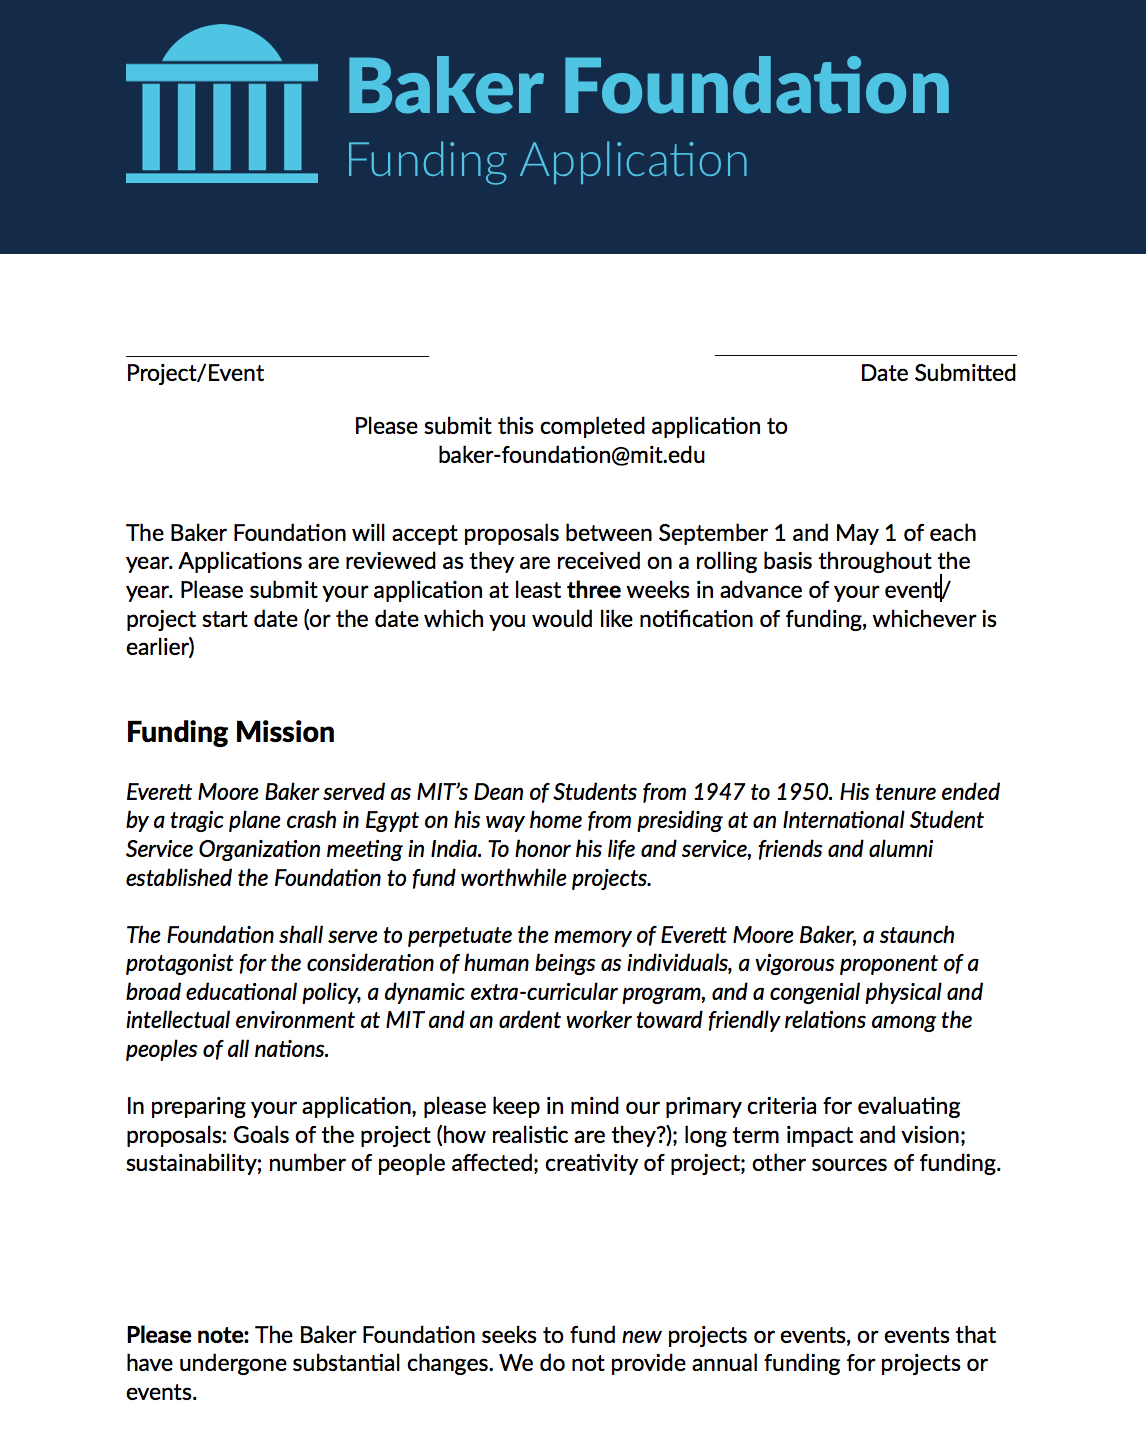 Baker Foundation
Funding Application
Project/Event
Date Submitted
Please submit this completed application to
baker-foundation@mit.edu
The Baker Foundation will accept proposals between September 1 and May 1 of each
year. Applications are reviewed as they are received on a rolling basis throughout the
year. Please submit your application at least three weeks in advance of your event/
project start date (or the date which you would like notification of funding, whichever is
earlier)
Funding Mission
Everett Moore Baker served as MIT's Dean of Students from 1947 to 1950. His tenure ended
by a tragic plane crash in Egypt on his way home from presiding at an International Student
Service Organization meeting in India. To honor his life and service, friends and alumni
established the Foundation to fund worthwhile projects.
The Foundation shall serve to perpetuate the memory of Everett Moore Baker, a staunch
protagonist for the consideration of human beings as individuals, a vigorous proponent of a
broad educational policy, a dynamic extra-curricular program, and a congenial physical and
intellectual environment at MIT and an ardent worker toward friendly relations among the
peoples of all nations.
In preparing your application, please keep in mind our primary criteria for evaluating
proposals: Goals of the project (how realistic are they?); long term impact and vision;
sustainability; number of people affected; creativity of project; other sources of funding.
Please note: The Baker Foundation seeks to fund new projects or events, or events that
have undergone substantial changes. We do not provide annual funding for projects or
events.